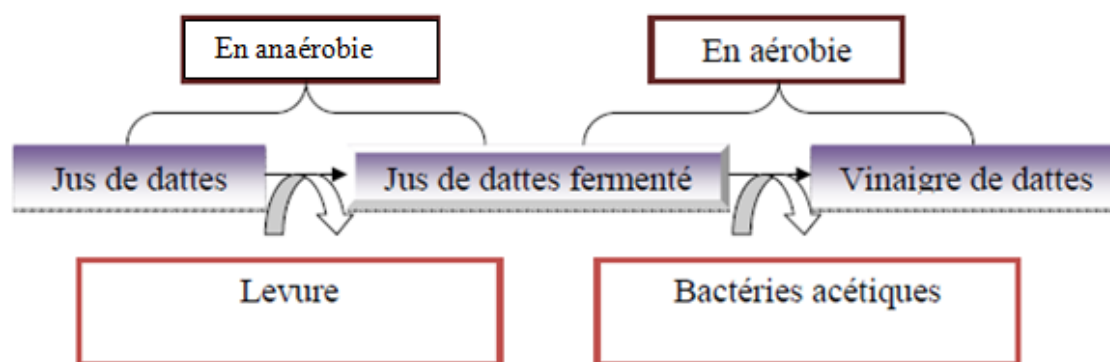 En anaérobie
En aérobie
Jus de dattes
Jus de dattes fermenté
Vinaigre de dattes
Levure
Bactéries acétiques